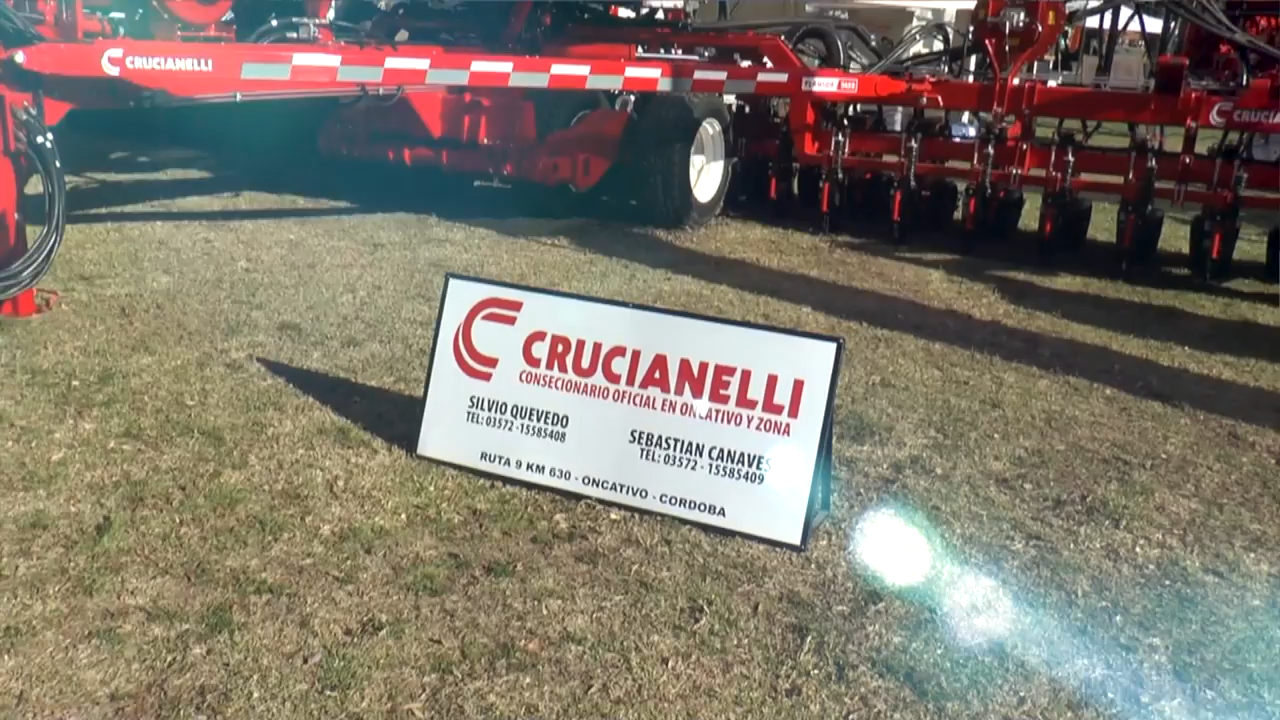 CRUCIANELLI
CRUCIANELLI
CONSECIONARIO OFICIAL EN ONCATIVO Y ZONA
SILVIO QUEVEDO
TEL: 03572 -15585408
SEBASTIAN CANAVES
TEL: 03572 - 15585409
RUTA 9 KM 630 - ONCATIVO - CORDOBA